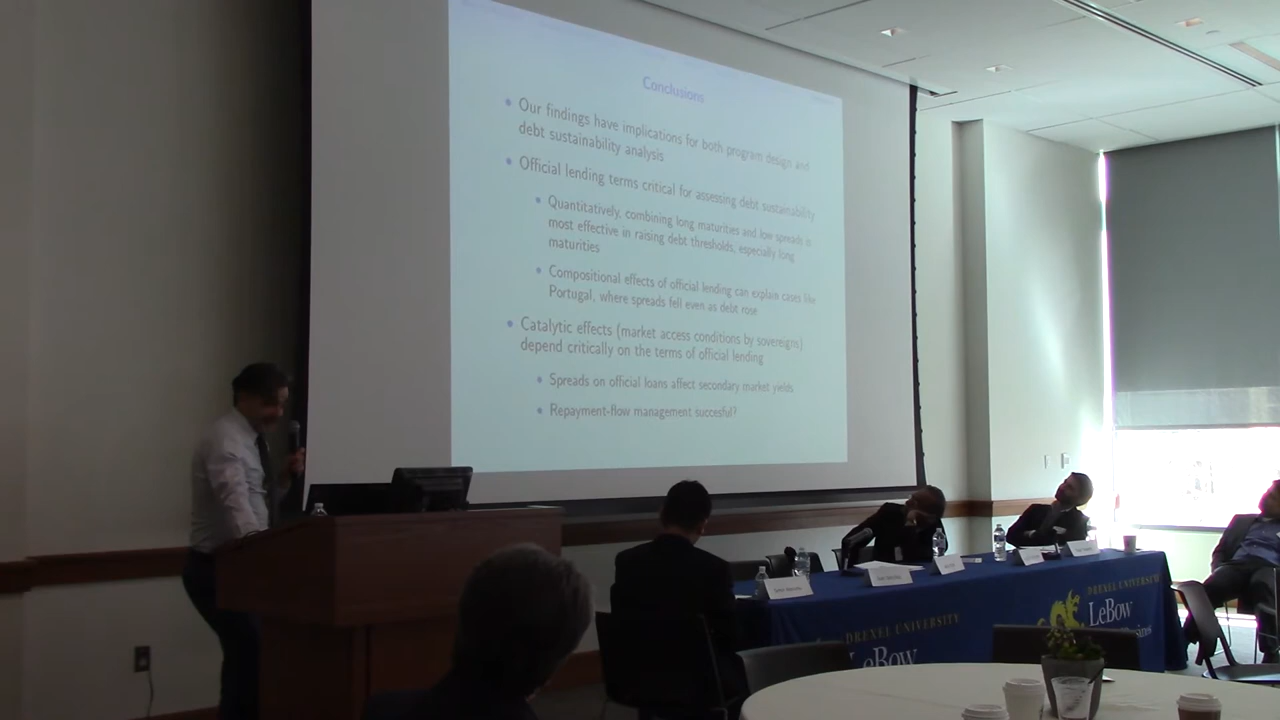 Conclusions
Our findings have implications for both program design and
debt sustainability analysis
Official lending terms critical for assessing debt sustainability
Quantitatively, combining long maturities and low spreads is
most effective in raising debt thresholds, especially long
maturities
Compositional effects of official lending can explain cases like
Portugal, where spreads fell even as debt rose
Catalytic effects (market access conditions by sovereigns)
depend critically on the terms of official lending
Spreads on official loans affect secondary market yields
Repayment-flow management succesful?
DREXEL UNIVERSITY
LeBow
DREXEL UNIVERSITY
LeBow